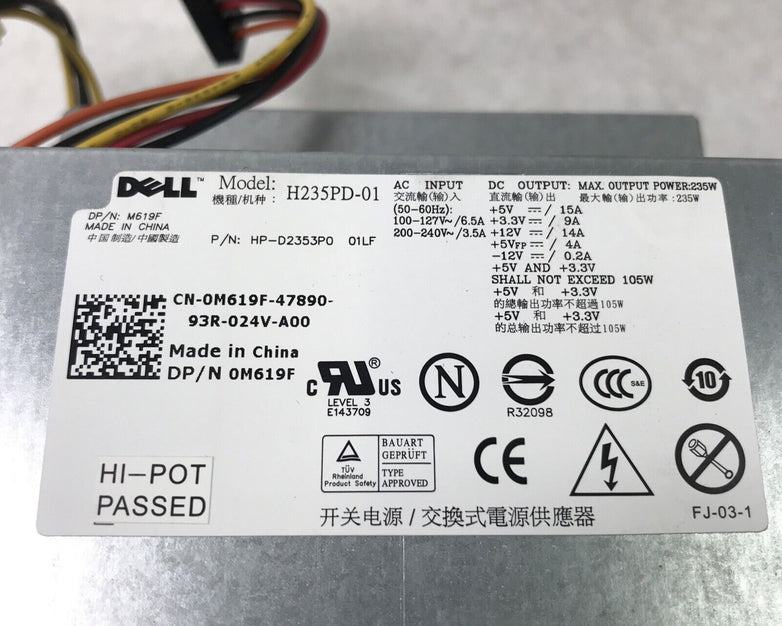 DELL™ Model: H235PD-01
機種/机种:
DP/N: M619F
MADE IN CHINA
中国制造/中國製造
P/N: HP-D2353P0 01LF
AC INPUT
交流輸(输)入
(50-60Hz):
100-127V~/6.5A
200-240V~/3.5A
DC OUTPUT: MAX. OUTPUT POWER:235W
直流輸(输)出 最大輸(输)出功率:235W
+5V ⎓/ 15A
+3.3V ⎓/ 9A
+12V ⎓/ 14A
+5VFP ⎓/ 4A
-12V ⎓/ 0.2A
+5V AND +3.3V
SHALL NOT EXCEED 105W
+5V 和 +3.3V
的總輸出功率不超過105W
+5V 和 +3.3V
的总输出功率不超过105W
CN-0M619F-47890-
93R-024V-A00
Made in China
DP/N 0M619F
c RU® US
LEVEL 3
E143709
N
R32098
CCC S&E
10
TÜV
Rheinland
Product Safety
BAUART
GEPRÜFT
TYPE
APPROVED
CE
HI-POT
PASSED
开关电源/交換式電源供應器
FJ-03-1